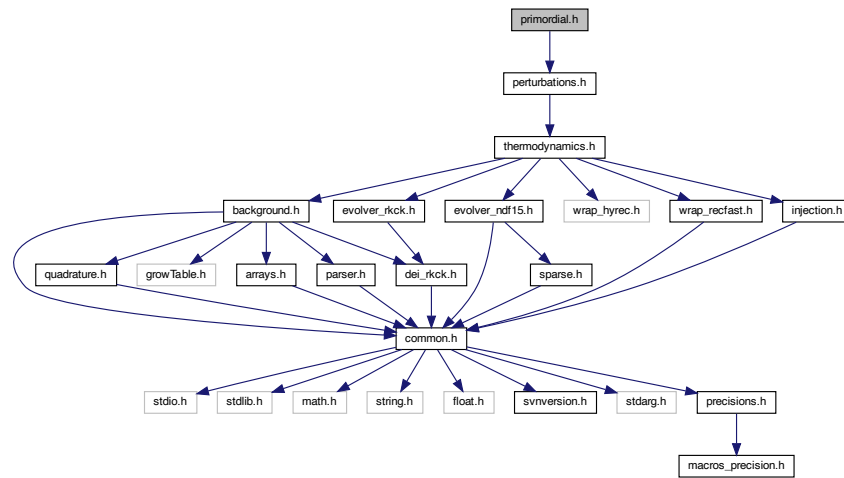 primordial.h
perturbations.h
thermodynamics.h
background.h
evolver_rkck.h
evolver_ndf15.h
wrap_hyrec.h
wrap_recfast.h
injection.h
quadrature.h
growTable.h
arrays.h
parser.h
dei_rkck.h
sparse.h
common.h
stdio.h
stdlib.h
math.h
string.h
float.h
svnversion.h
stdarg.h
precisions.h
macros_precision.h